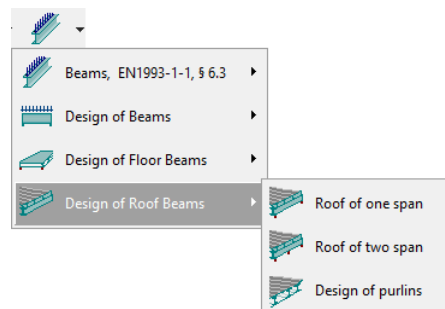 Beams, EN1993-1-1, § 6.3
Design of Beams
Design of Floor Beams
Design of Roof Beams
Roof of one span
Roof of two span
Design of purlins